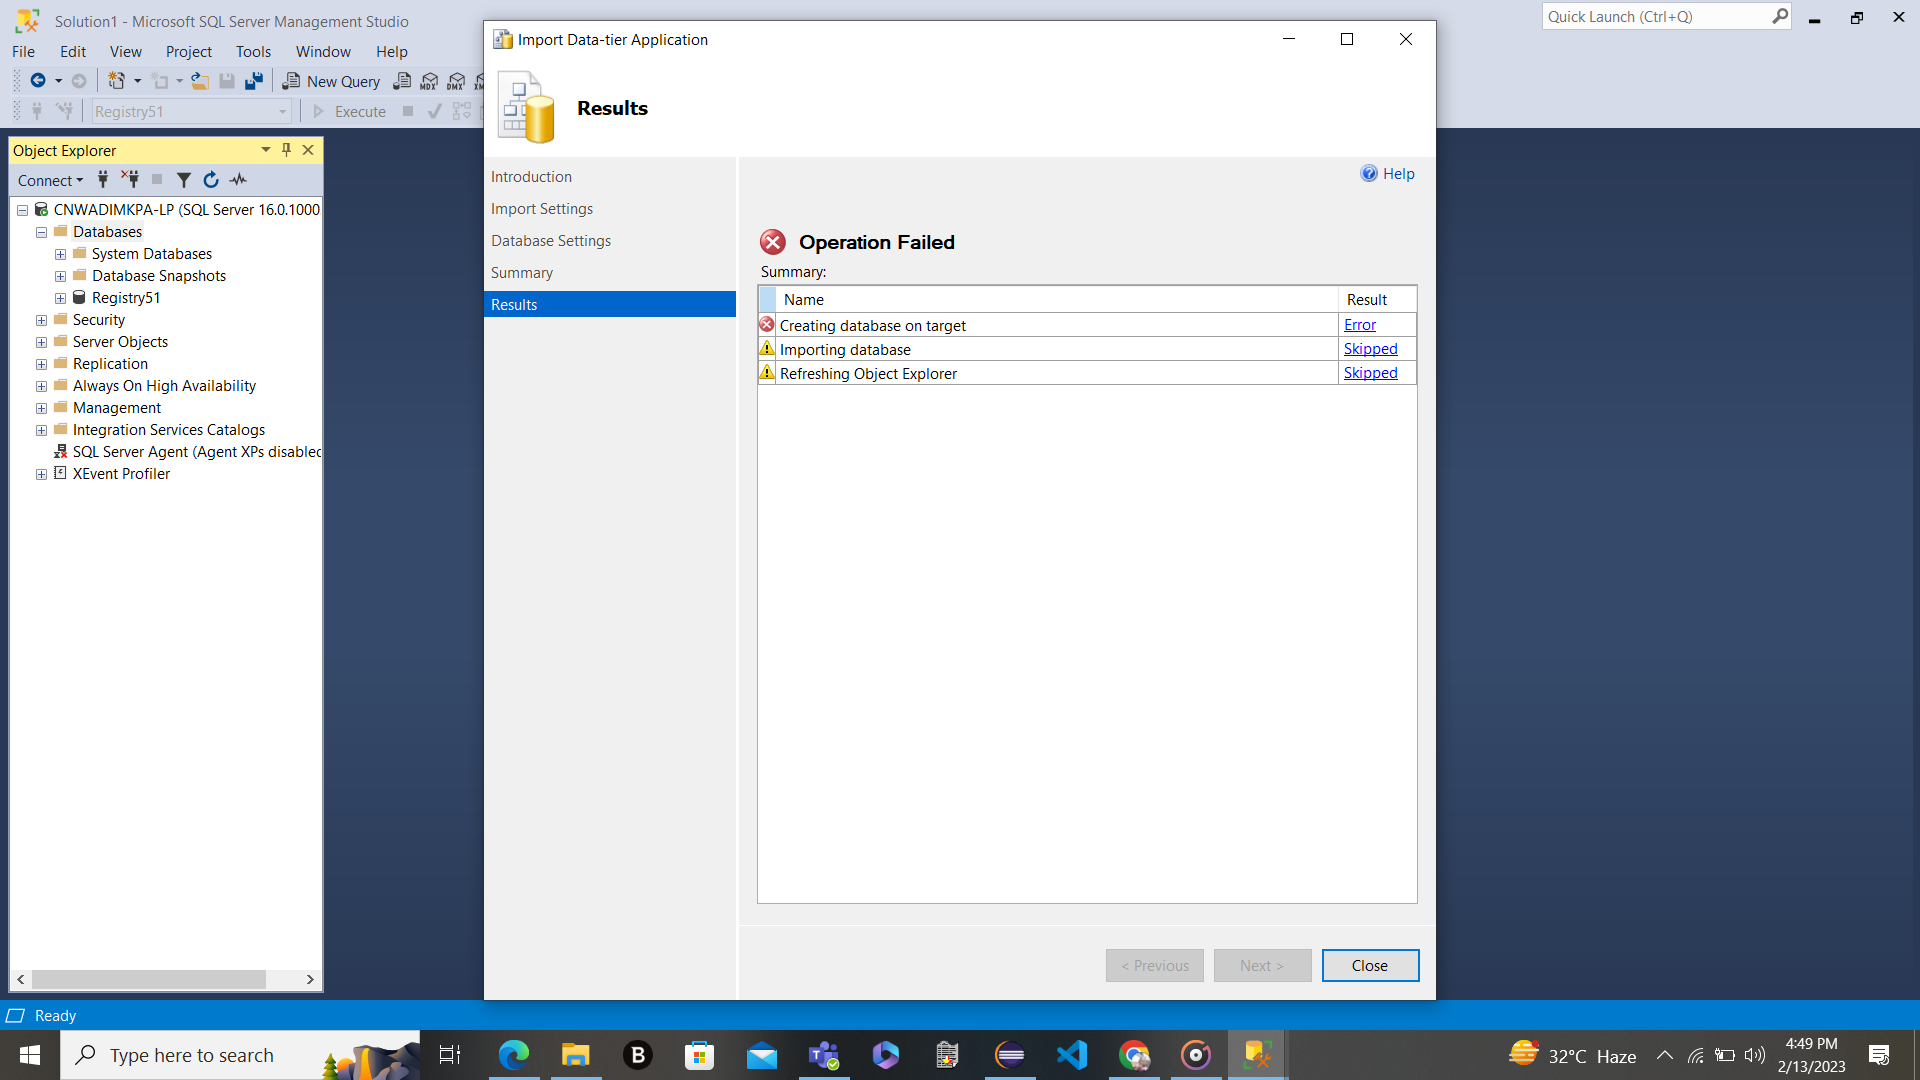 Solution1 - Microsoft SQL Server Management Studio
Quick Launch (Ctrl+Q)
File Edit View Project Tools Window Help
New Query MDX DMX
Registry51 Execute
Import Data-tier Application
Results
Object Explorer
Connect
CNWADIMKPA-LP (SQL Server 16.0.1000
Databases
System Databases
Database Snapshots
Registry51
Security
Server Objects
Replication
Always On High Availability
Management
Integration Services Catalogs
SQL Server Agent (Agent XPs disabled
XEvent Profiler
Introduction
Import Settings
Database Settings
Summary
Results
Help
Operation Failed
Summary:
Name Result
Creating database on target Error
Importing database Skipped
Refreshing Object Explorer Skipped
< Previous Next > Close
Ready
Type here to search
B
32°C Haze
4:49 PM
2/13/2023